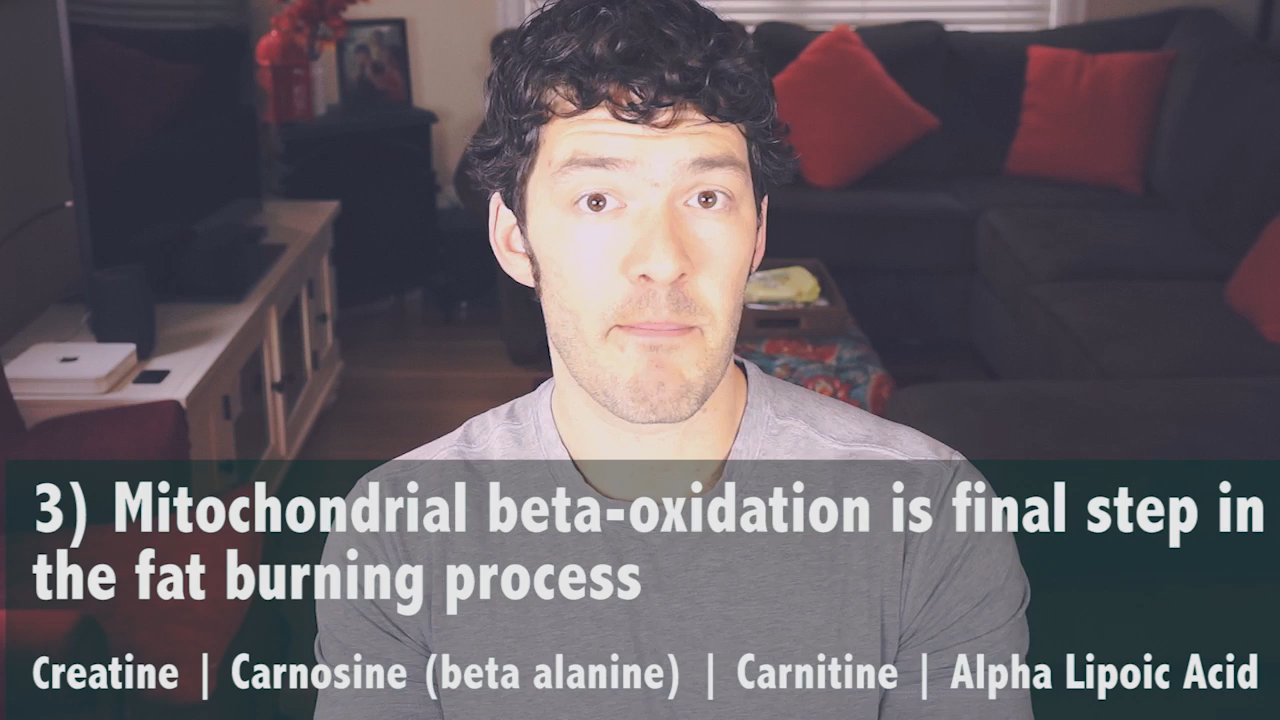 3) Mitochondrial beta-oxidation is final step in
the fat burning process
Creatine | Carnosine (beta alanine) | Carnitine | Alpha Lipoic Acid